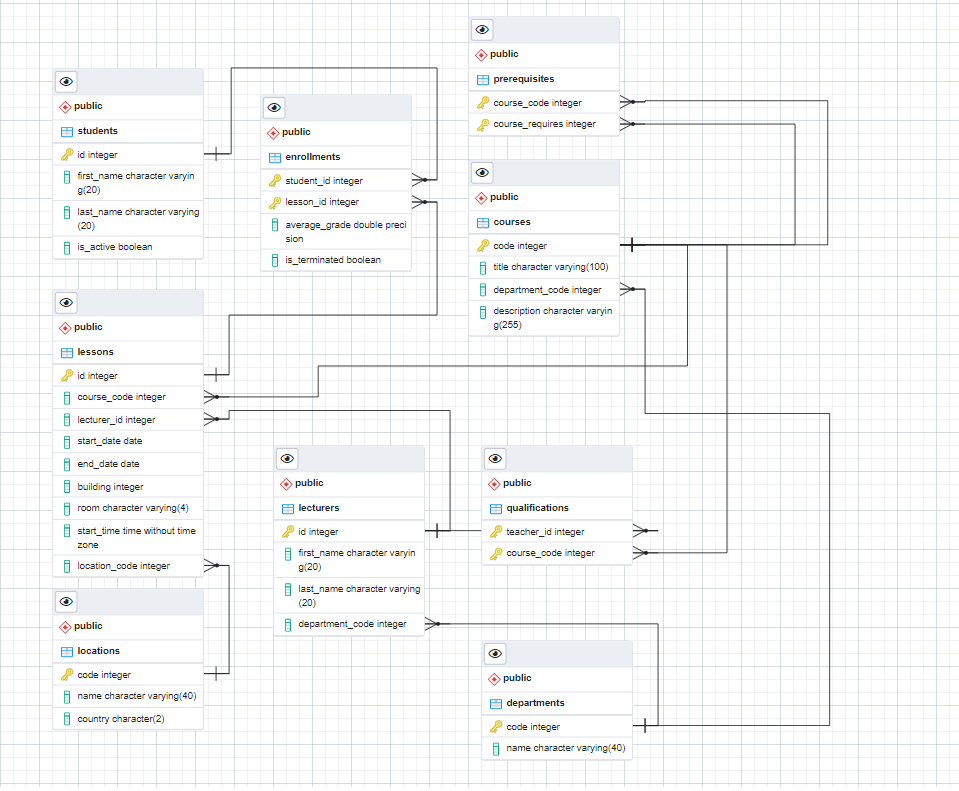 public
prerequisites
course_code integer
course_requires integer
public
students
id integer
first_name character varyin
g(20)
last_name character varying
(20)
is_active boolean
public
enrollments
student_id integer
lesson_id integer
average_grade double preci
sion
is_terminated boolean
public
courses
code integer
title character varying(100)
department_code integer
description character varyin
g(255)
public
lessons
id integer
course_code integer
lecturer_id integer
start_date date
end_date date
building integer
room character varying(4)
start_time time without time
zone
location_code integer
public
lecturers
id integer
first_name character varyin
g(20)
last_name character varying
(20)
department_code integer
public
qualifications
teacher_id integer
course_code integer
public
locations
code integer
name character varying(40)
country character(2)
public
departments
code integer
name character varying(40)